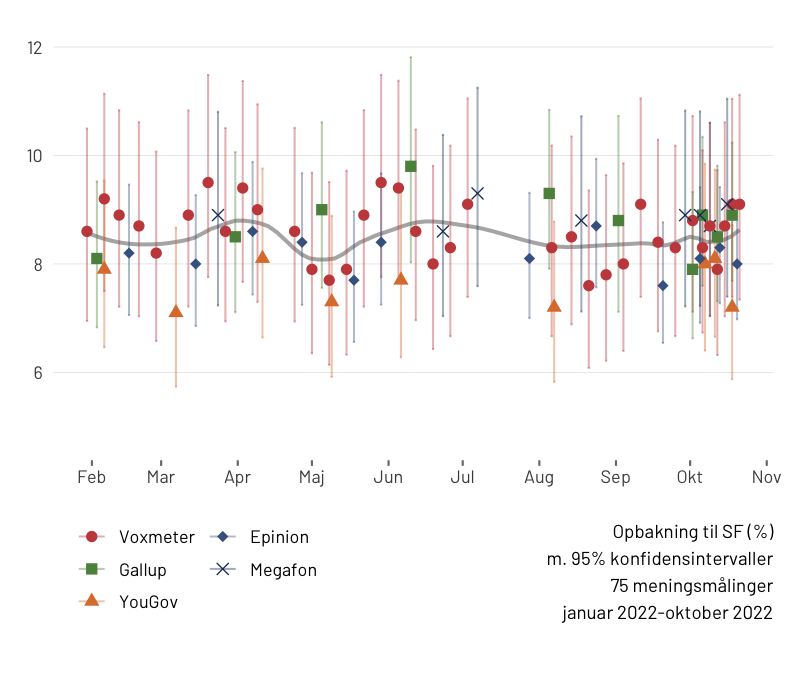 12
10
8
6
Feb Mar Apr Maj Jun Jul Aug Sep Okt Nov
Voxmeter Epinion
Gallup Megafon
YouGov
Opbakning til SF (%)
m. 95% konfidensintervaller
75 meningsmålinger
januar 2022-oktober 2022